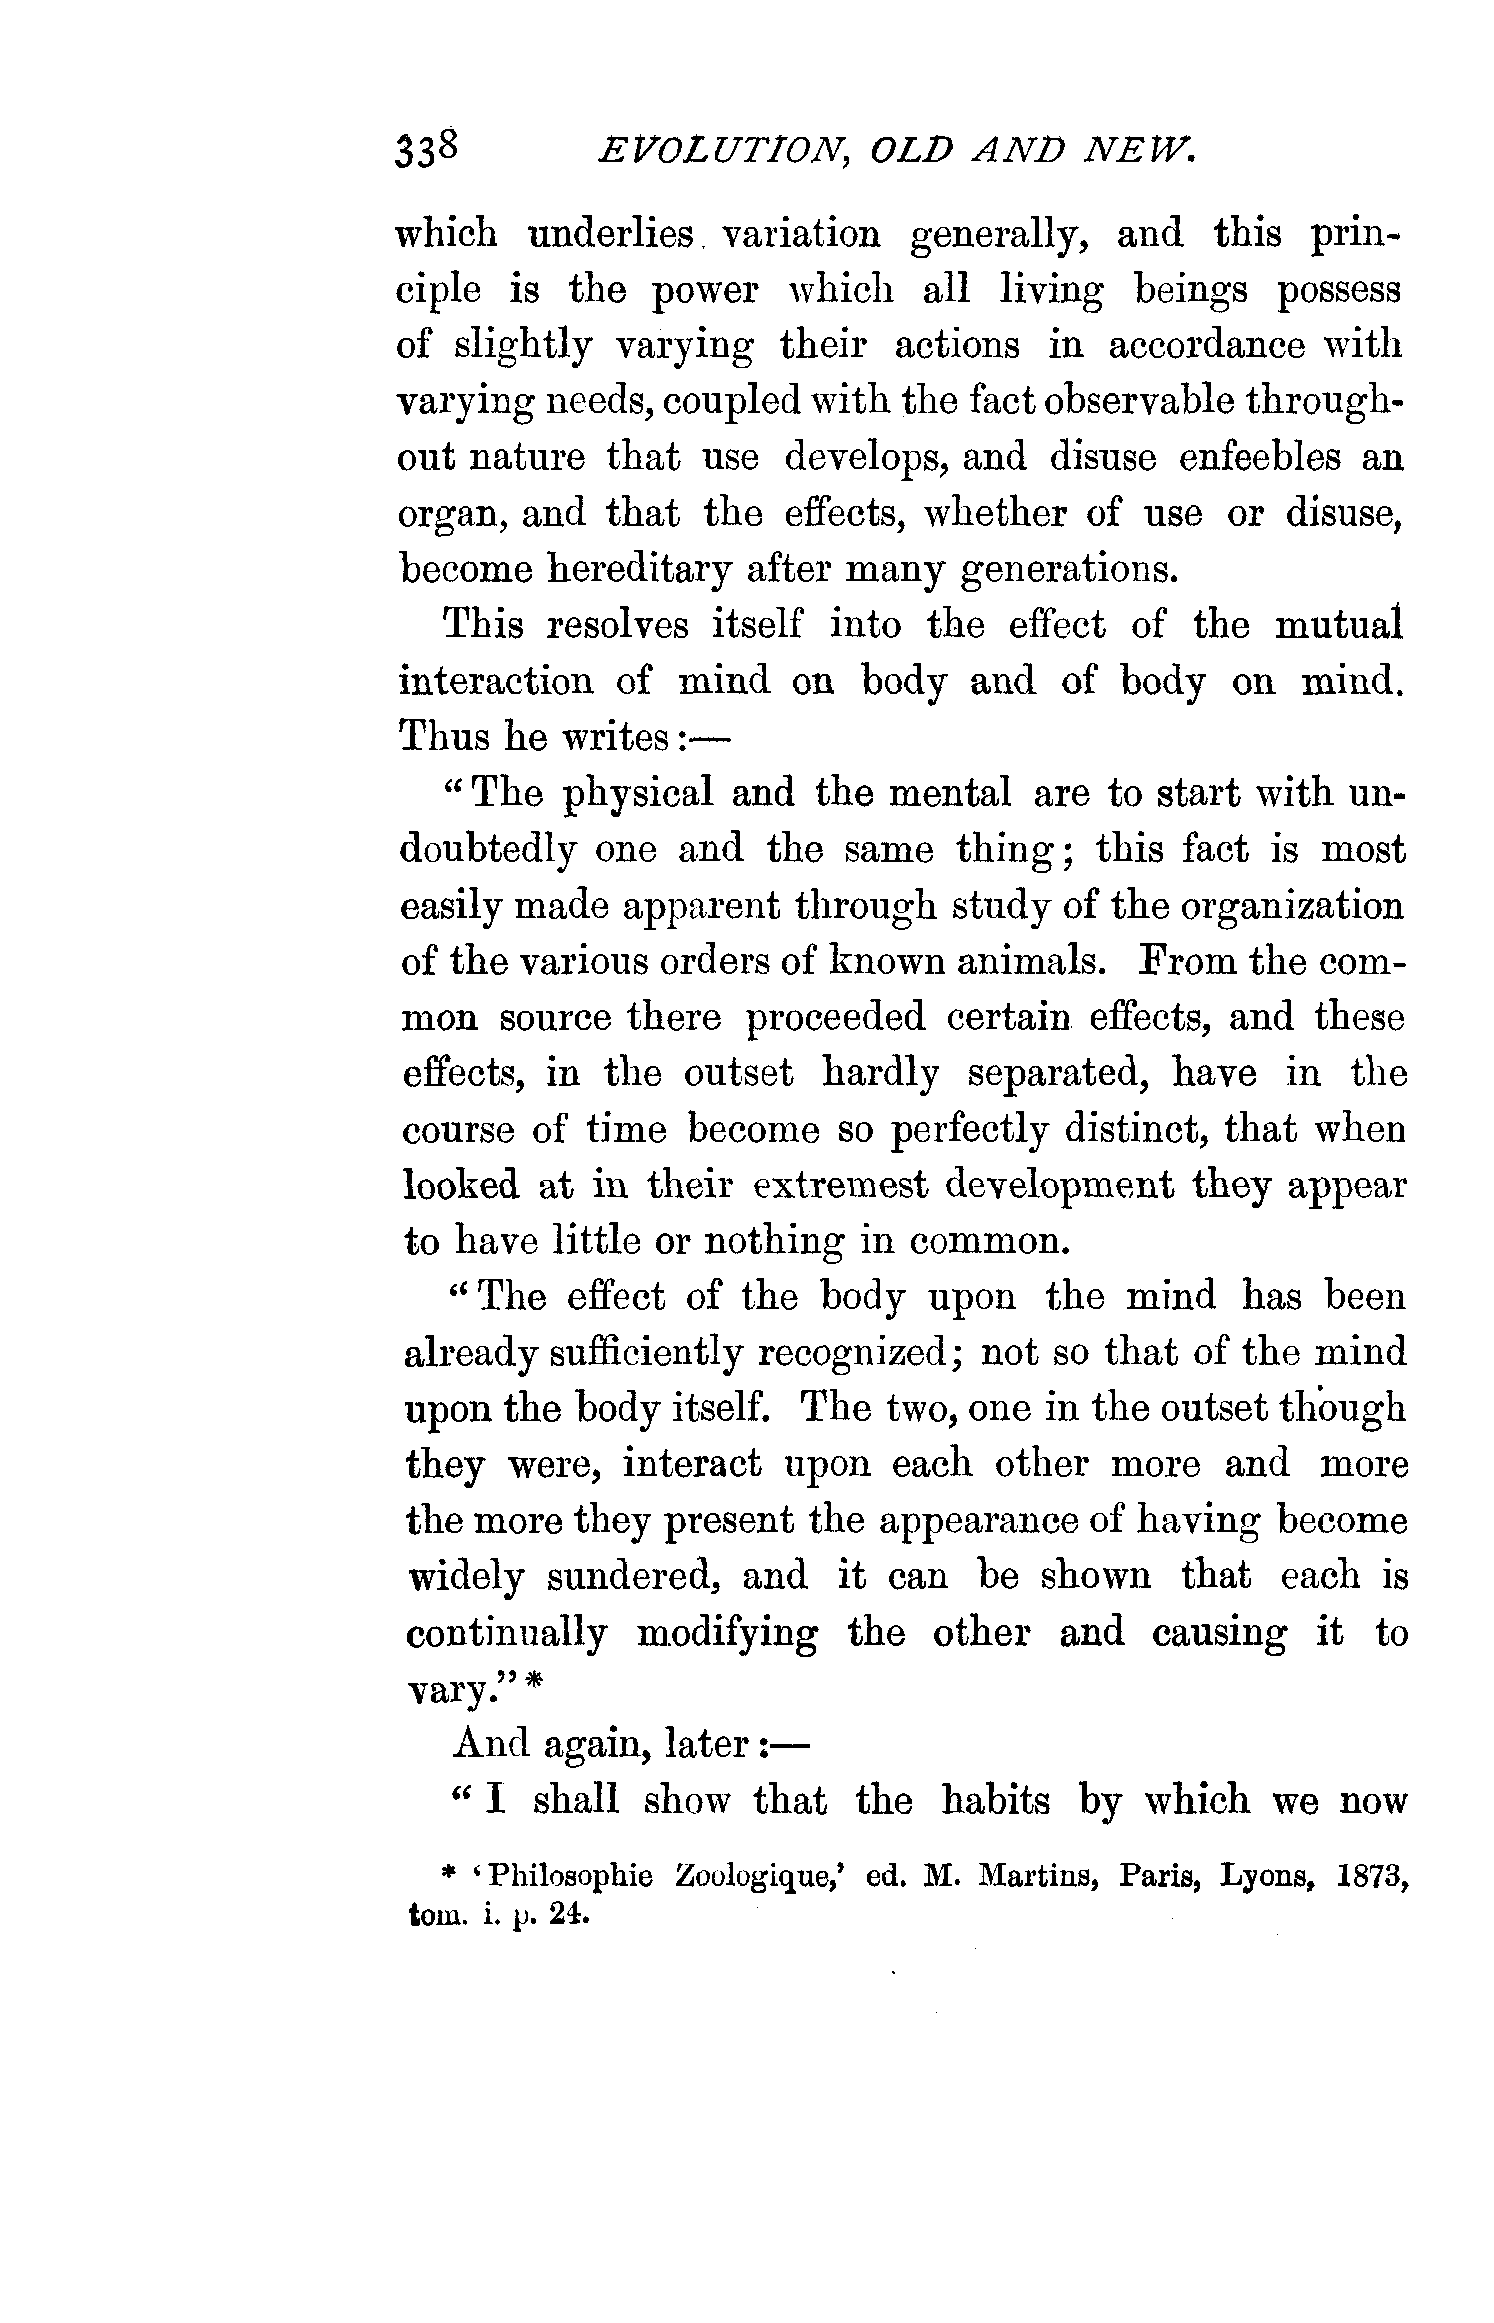 338 EVOLUTION, OLD AND NEW.
which underlies variation generally, and this prin-
ciple is the power which all living beings possess
of slightly varying their actions in accordance with
varying needs, coupled with the fact observable through-
out nature that use develops, and disuse enfeebles an
organ, and that the effects, whether of use or disuse,
become hereditary after many generations.
This resolves itself into the effect of the mutual
interaction of mind on body and of body on mind.
Thus he writes:—
“The physical and the mental are to start with un-
doubtedly one and the same thing; this fact is most
easily made apparent through study of the organization
of the various orders of known animals. From the com-
mon source there proceeded certain effects, and these
effects, in the outset hardly separated, have in the
course of time become so perfectly distinct, that when
looked at in their extremest development they appear
to have little or nothing in common.
“The effect of the body upon the mind has been
already sufficiently recognized; not so that of the mind
upon the body itself. The two, one in the outset though
they were, interact upon each other more and more
the more they present the appearance of having become
widely sundered, and it can be shown that each is
continually modifying the other and causing it to
vary.”*
And again, later:—
“I shall show that the habits by which we now
* ‘Philosophie Zoologique,’ ed. M. Martins, Paris, Lyons, 1873,
tom. i. p. 24.